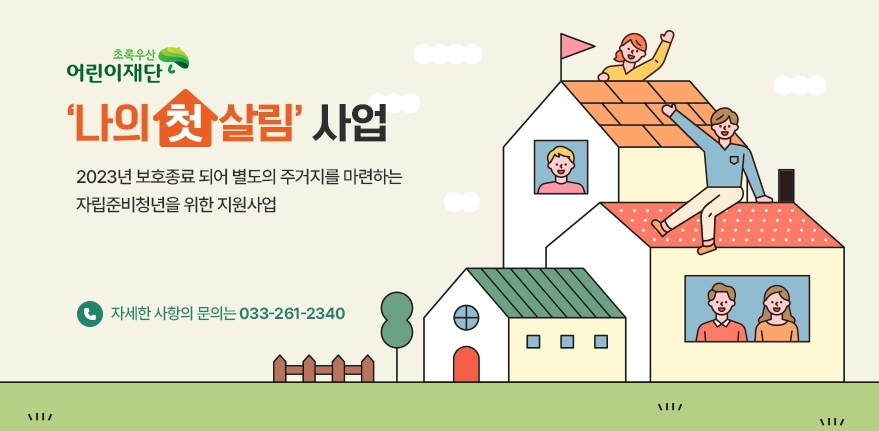 초록우산
어린이재단
‘나의 첫 살림’ 사업
2023년 보호종료 되어 별도의 주거지를 마련하는
자립준비청년을 위한 지원사업
자세한 사항의 문의는 033-261-2340